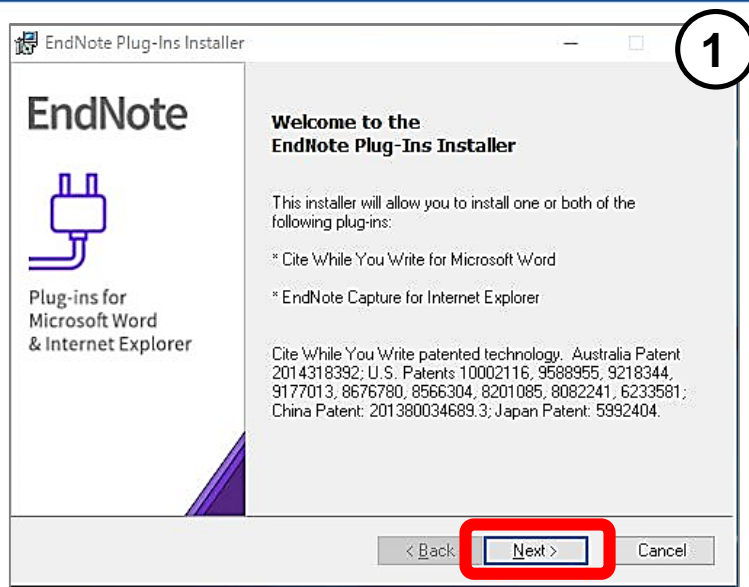 EndNote Plug-Ins Installer
1
EndNote
Plug-ins for
Microsoft Word
& Internet Explorer
Welcome to the
EndNote Plug-Ins Installer
This installer will allow you to install one or both of the
following plug-ins:
* Cite While You Write for Microsoft Word
* EndNote Capture for Internet Explorer
Cite While You Write patented technology.  Australia Patent
2014318392; U.S. Patents 10002116, 9588955, 9218344,
9177013, 8676780, 8566304, 8201085, 8082241, 6233581;
China Patent: 201380034689.3; Japan Patent: 5992404.
< Back
Next >
Cancel